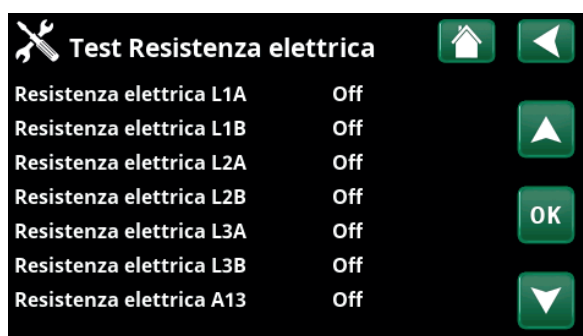 Test Resistenza elettrica
Resistenza elettrica L1A Off
Resistenza elettrica L1B Off
Resistenza elettrica L2A Off
Resistenza elettrica L2B Off
Resistenza elettrica L3A Off
Resistenza elettrica L3B Off
Resistenza elettrica A13 Off
OK